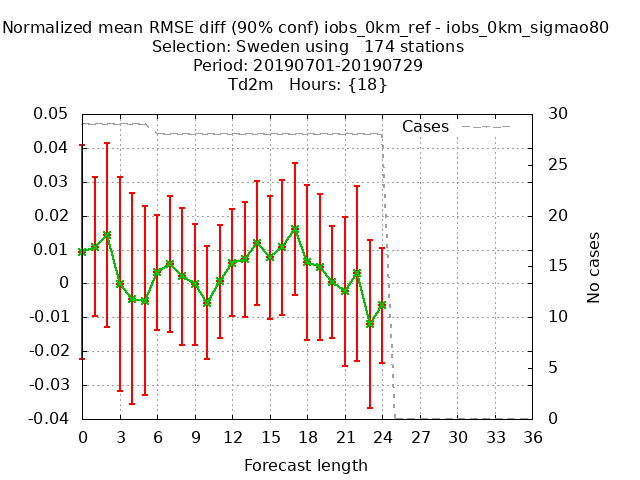 Normalized mean RMSE diff (90% conf) iobs_0km_ref - iobs_0km_sigmao80
Selection: Sweden using   174 stations
Period: 20190701-20190729
Td2m   Hours: {18}
0.05
0.04
0.03
0.02
0.01
0
-0.01
-0.02
-0.03
-0.04
Cases
30
25
20
15
10
5
0
No cases
0 3 6 9 12 15 18 21 24 27 30 33 36
Forecast length